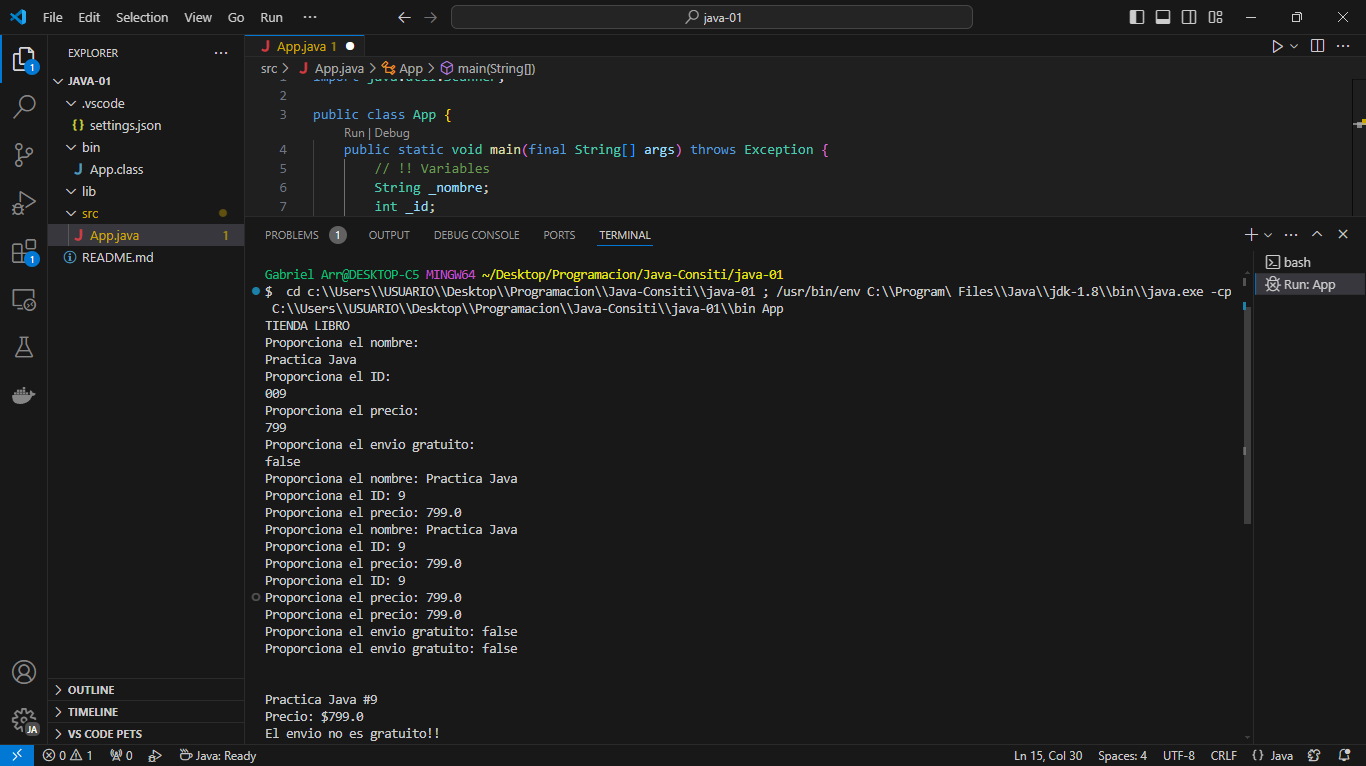 File Edit Selection View Go Run ··· java-01
EXPLORER ···
JAVA-01
.vscode
{} settings.json
bin
J App.class
lib
src
J App.java 1
README.md
OUTLINE
TIMELINE
VS CODE PETS
J App.java 1
src > J App.java > App > main(String[])
1 import java.util.Scanner;
2
3 public class App {
Run | Debug
4 public static void main(final String[] args) throws Exception {
5 // !! Variables
6 String _nombre;
7 int _id;
PROBLEMS 1 OUTPUT DEBUG CONSOLE PORTS TERMINAL
bash
Run: App
Gabriel Arr@DESKTOP-C5 MINGW64 ~/Desktop/Programacion/Java-Consiti/java-01
$ cd c:\\Users\\USUARIO\\Desktop\\Programacion\\Java-Consiti\\java-01 ; /usr/bin/env C:\\Program\ Files\\Java\\jdk-1.8\\bin\\java.exe -cp
C:\\Users\\USUARIO\\Desktop\\Programacion\\Java-Consiti\\java-01\\bin App
TIENDA LIBRO
Proporciona el nombre:
Practica Java
Proporciona el ID:
009
Proporciona el precio:
799
Proporciona el envio gratuito:
false
Proporciona el nombre: Practica Java
Proporciona el ID: 9
Proporciona el precio: 799.0
Proporciona el nombre: Practica Java
Proporciona el ID: 9
Proporciona el precio: 799.0
Proporciona el ID: 9
Proporciona el precio: 799.0
Proporciona el precio: 799.0
Proporciona el envio gratuito: false
Proporciona el envio gratuito: false
Practica Java #9
Precio: $799.0
El envio no es gratuito!!
1
1
JA
0 1 0 Java: Ready Ln 15, Col 30 Spaces: 4 UTF-8 CRLF {} Java